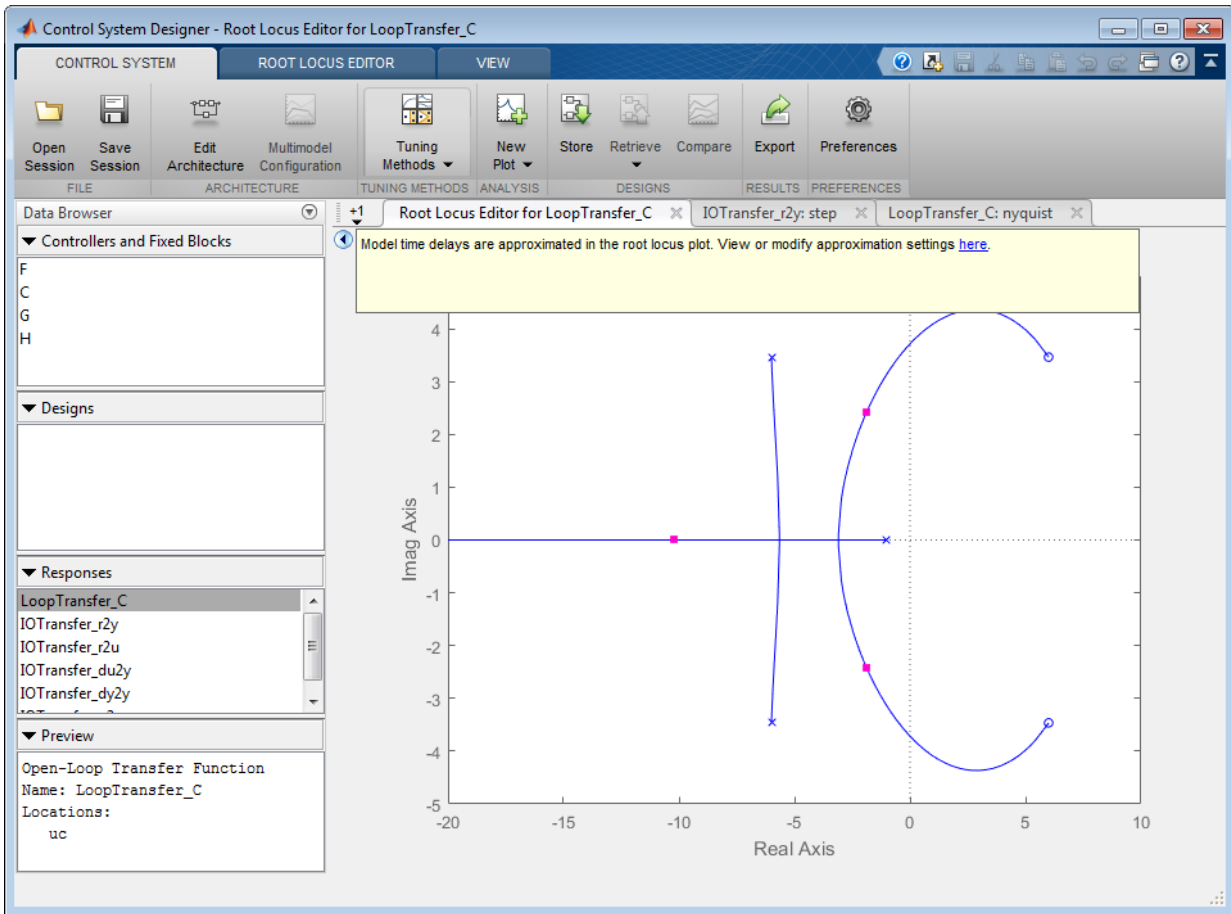 Control System Designer - Root Locus Editor for LoopTransfer_C
CONTROL SYSTEM ROOT LOCUS EDITOR VIEW
Open Session
Save Session
Edit Architecture
Multimodel Configuration
Tuning Methods
New Plot
Store
Retrieve
Compare
Export
Preferences
FILE ARCHITECTURE TUNING METHODS ANALYSIS DESIGNS RESULTS PREFERENCES
Data Browser
+1 Root Locus Editor for LoopTransfer_C IOTransfer_r2y: step LoopTransfer_C: nyquist
Controllers and Fixed Blocks
F
C
G
H
Designs
Responses
LoopTransfer_C
IOTransfer_r2y
IOTransfer_r2u
IOTransfer_du2y
IOTransfer_dy2y
Preview
Open-Loop Transfer Function
Name: LoopTransfer_C
Locations:
uc
Model time delays are approximated in the root locus plot. View or modify approximation settings here.
4
3
2
1
0
-1
-2
-3
-4
-5
Imag Axis
-20 -15 -10 -5 0 5 10
Real Axis